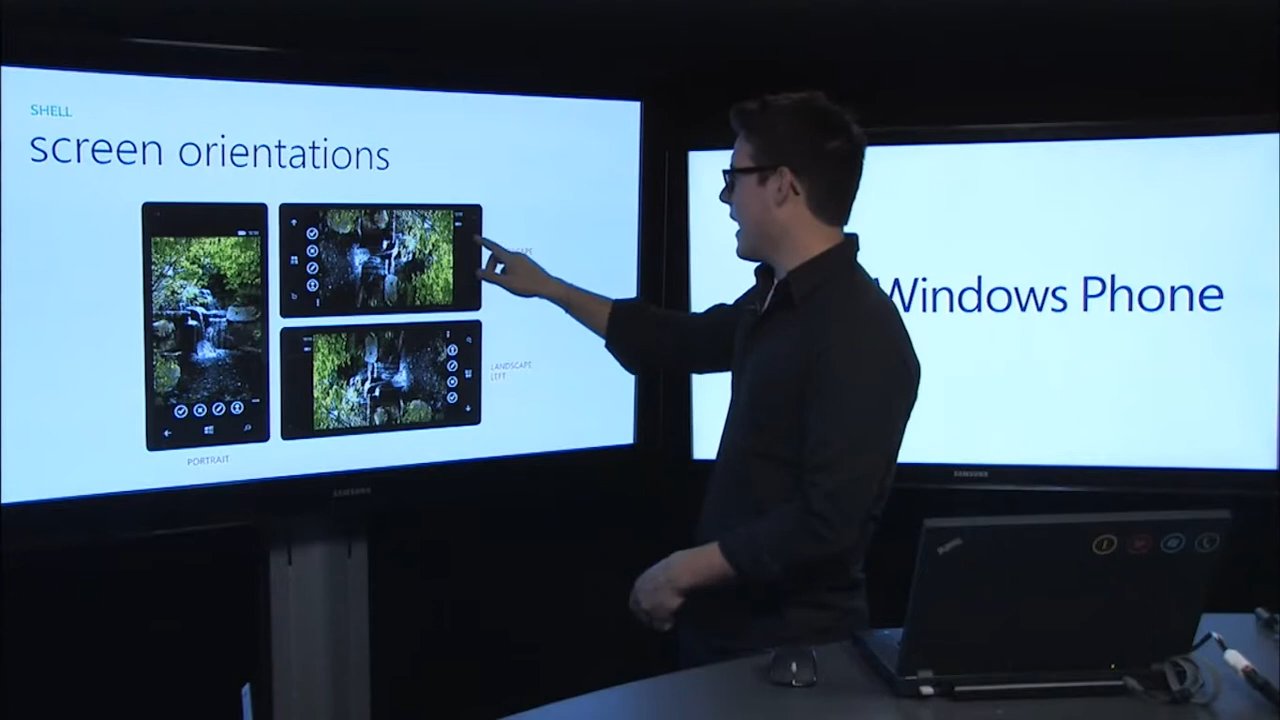 SHELL
screen orientations
LANDSCAPE
LEFT
PORTRAIT
Windows Phone
SAMSUNG
SAMSUNG